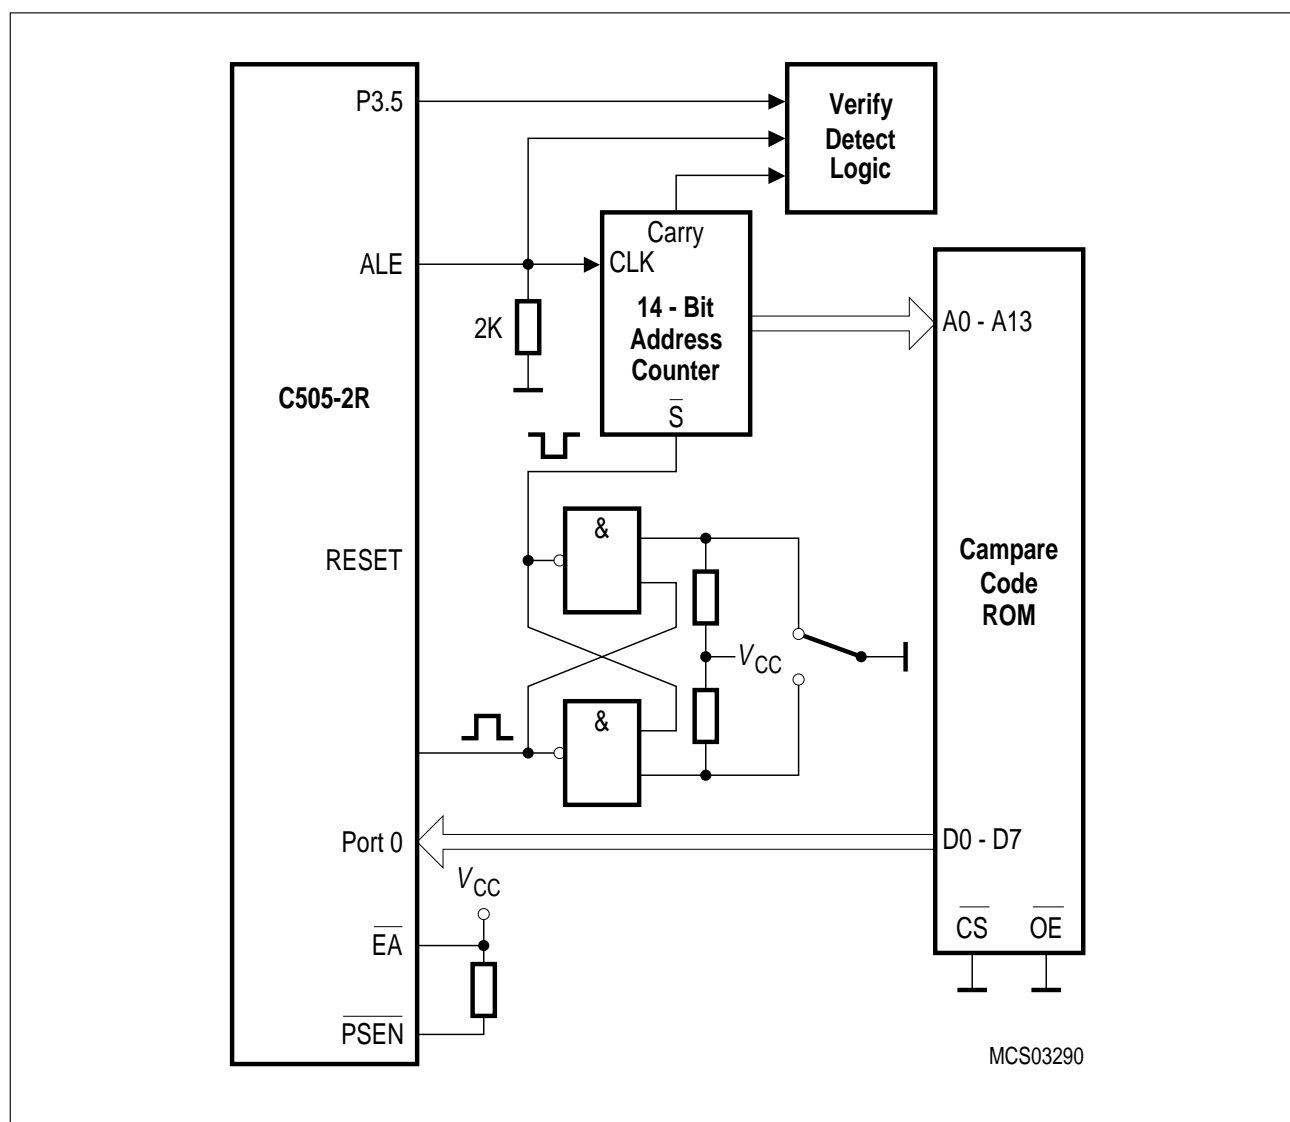 P3.5
Verify
Detect
Logic
Carry
ALE
CLK
2K
14 - Bit
Address
Counter
A0 - A13
C505-2R
S
&
RESET
Campare
Code
ROM
VCC
&
Port 0
D0 - D7
VCC
EA
CS
OE
PSEN
MCS03290